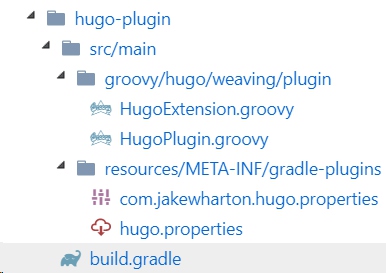 hugo-plugin
src/main
groovy/hugo/weaving/plugin
HugoExtension.groovy
HugoPlugin.groovy
resources/META-INF/gradle-plugins
com.jakewharton.hugo.properties
hugo.properties
build.gradle